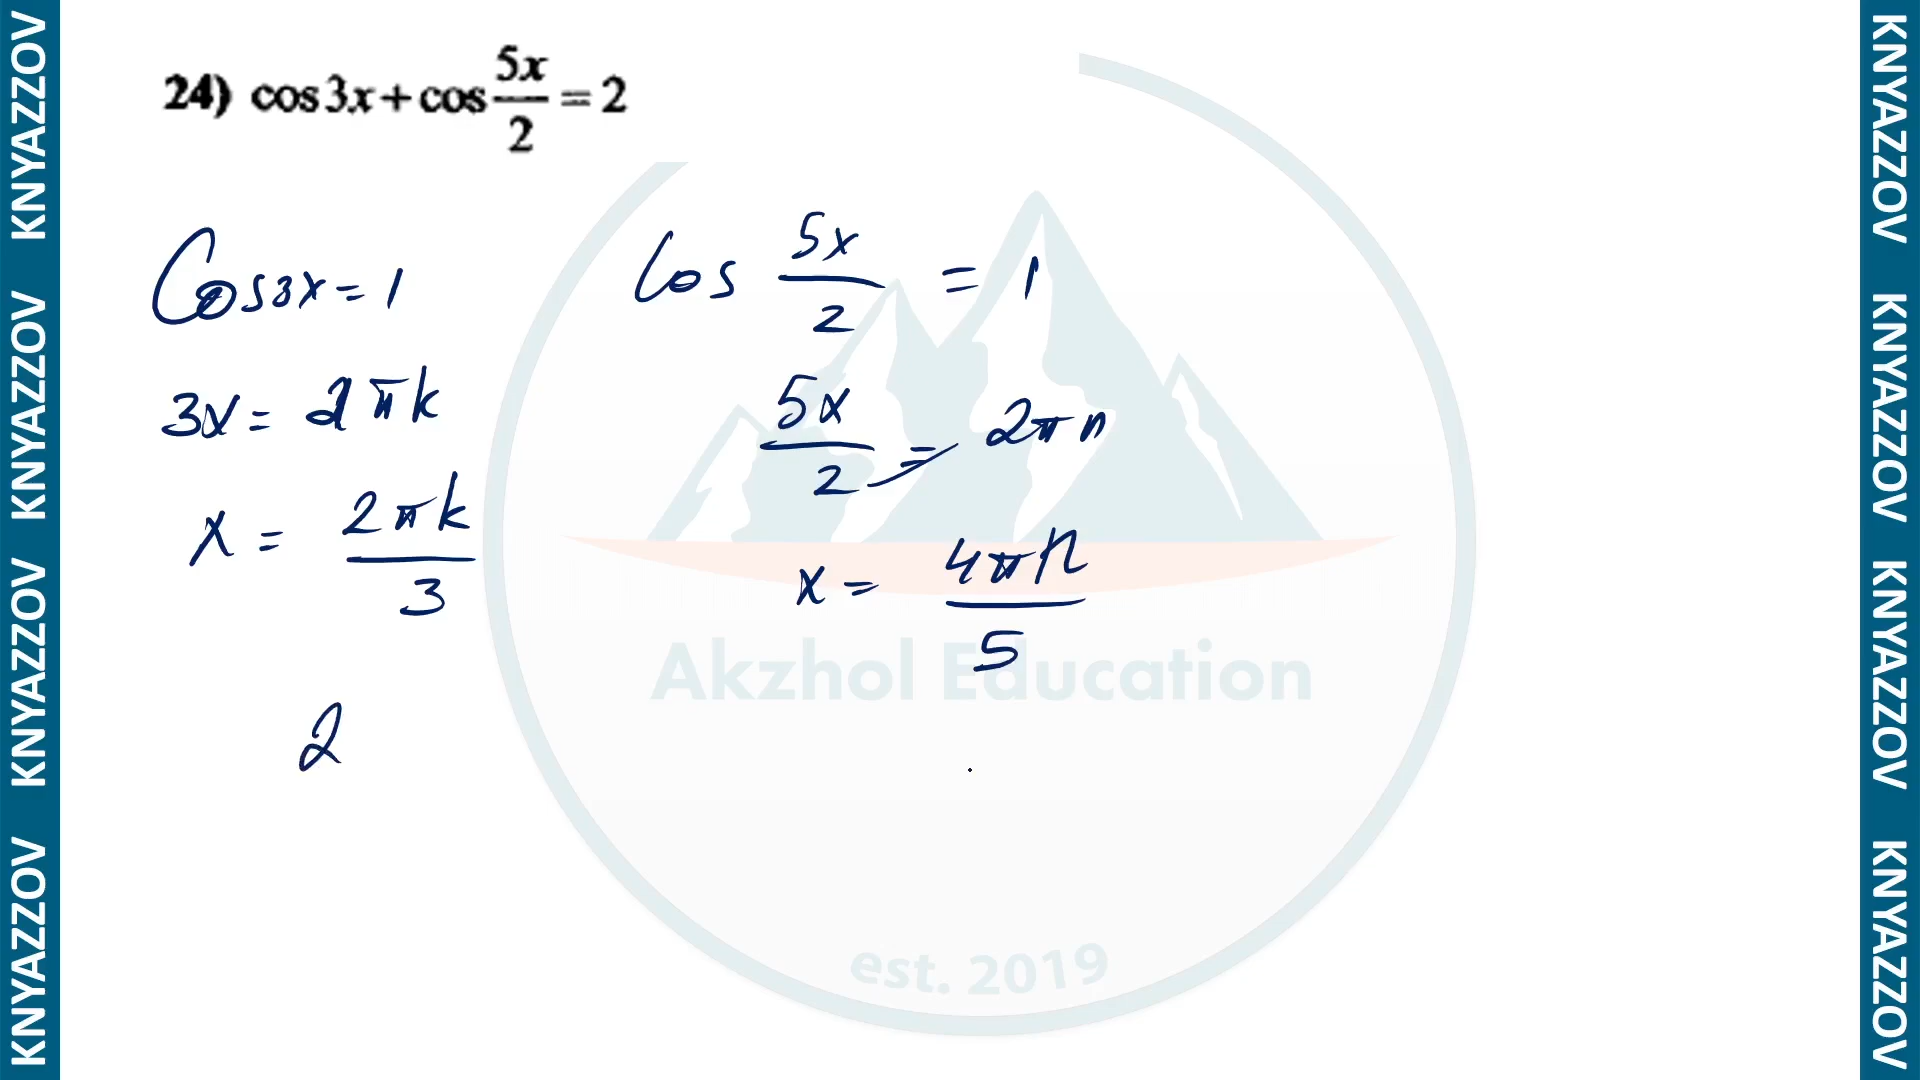 KNYAZZOV KNYAZZOV KNYAZZOV KNYAZZOV
24) cos 3x + cos 5x/2 = 2
Cos3x = 1
3x = 2πk
x = 2πk/3
2
Cos 5x/2 = 1
5x/2 = 2πn
x = 4πn/5
Akzhol Education
est. 2019
KNYAZZOV KNYAZZOV KNYAZZOV KNYAZZOV